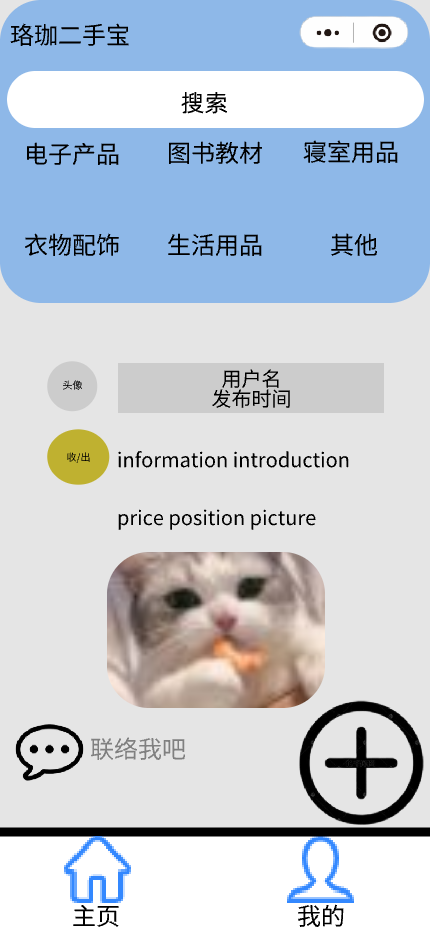 珞珈二手宝
搜索
电子产品 图书教材 寝室用品
衣物配饰 生活用品 其他
头像
用户名
发布时间
收/出
information introduction
price position picture
联络我吧
主页 我的